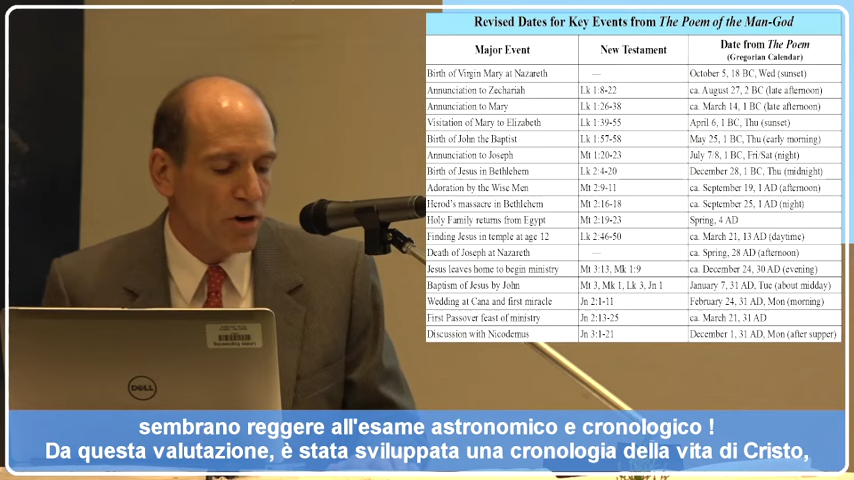 Revised Dates for Key Events from The Poem of the Man-God
Major Event New Testament Date from The Poem
(Gregorian Calendar)
Birth of Virgin Mary at Nazareth — October 5, 18 BC, Wed (sunset)
Annunciation to Zechariah Lk 1:8-22 ca. August 27, 2 BC (late afternoon)
Annunciation to Mary Lk 1:26-38 ca. March 14, 1 BC (late afternoon)
Visitation of Mary to Elizabeth Lk 1:39-55 April 6, 1 BC, Thu (sunset)
Birth of John the Baptist Lk 1:57-58 May 25, 1 BC, Thu (early morning)
Annunciation to Joseph Mt 1:20-23 July 7/8, 1 BC, Fri/Sat (night)
Birth of Jesus in Bethlehem Lk 2:4-20 December 28, 1 BC, Thu (midnight)
Adoration by the Wise Men Mt 2:9-11 ca. September 19, 1 AD (afternoon)
Herod's massacre in Bethlehem Mt 2:16-18 ca. September 25, 1 AD (night)
Holy Family returns from Egypt Mt 2:19-23 Spring, 4 AD
Finding Jesus in temple at age 12 Lk 2:46-50 ca. March 21, 13 AD (daytime)
Death of Joseph at Nazareth — ca. Spring, 28 AD (afternoon)
Jesus leaves home to begin ministry Mt 3:13, Mk 1:9 ca. December 24, 30 AD (evening)
Baptism of Jesus by John Mt 3, Mk 1, Lk 3, Jn 1 January 7, 31 AD, Tue (about midday)
Wedding at Cana and first miracle Jn 2:1-11 February 24, 31 AD, Mon (morning)
First Passover feast of ministry Jn 2:13-25 ca. March 21, 31 AD
Discussion with Nicodemus Jn 3:1-21 December 1, 31 AD, Mon (after supper)
DELL
sembrano reggere all'esame astronomico e cronologico !
Da questa valutazione, è stata sviluppata una cronologia della vita di Cristo,